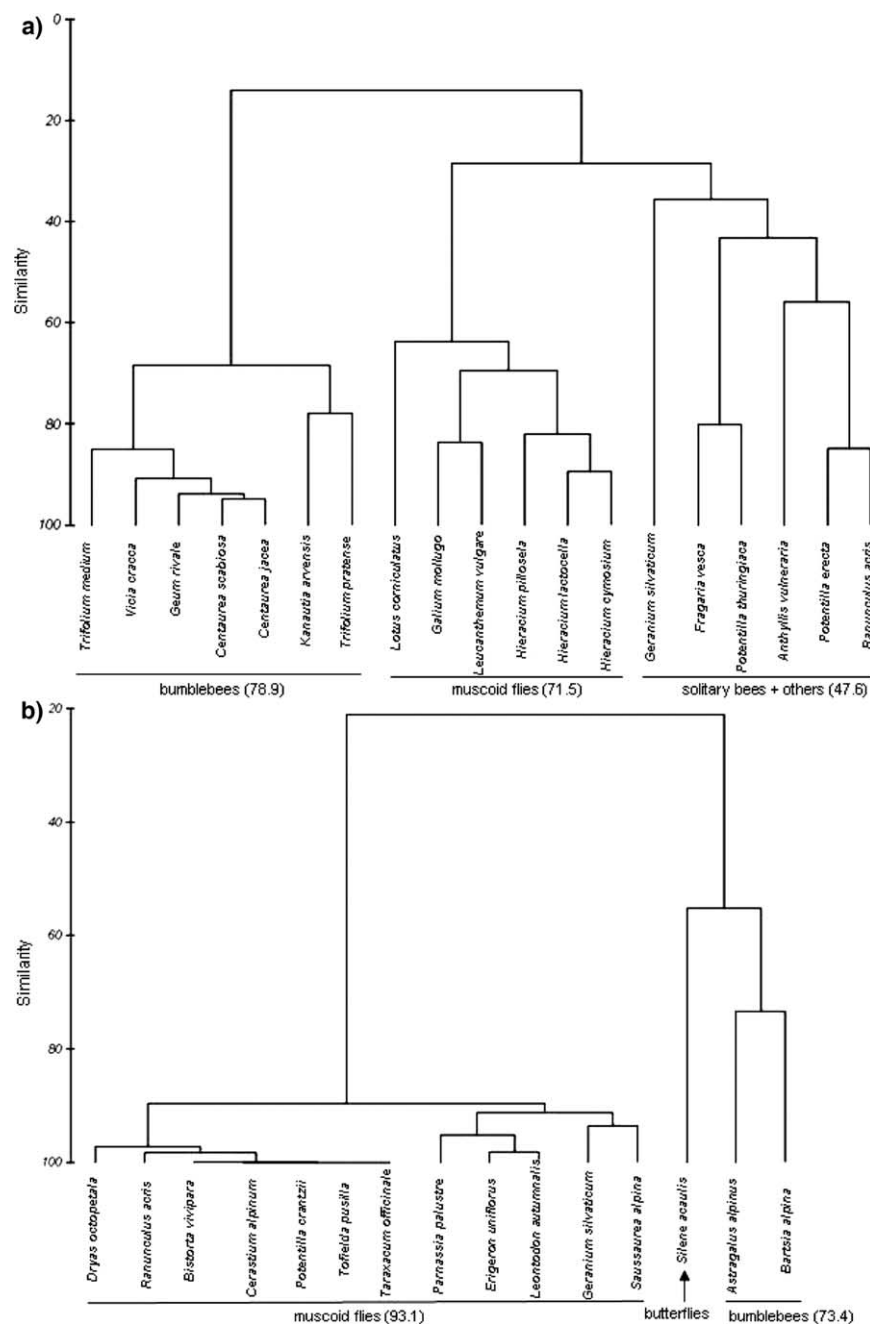 a)
0
20
40
60
80
100
Similarity
Trifolium medium
Vicia cracca
Geum rivale
Centaurea scabiosa
Centaurea jacea
Kanautia arvensis
Trifolium pratense
Lotus corniculatus
Galium mollugo
Leucanthemum vulgare
Hieracium pillosela
Hieracium lactocella
Hieracium cymosium
Geranium silvaticum
Fragaria vesca
Potentilla thuringiaca
Anthyllis vulneraria
Potentilla erecta
Ranunculus acris
bumblebees (78.9)
muscoid flies (71.5)
solitary bees + others (47.6)
b)
20
40
60
80
100
Similarity
Dryas octopetala
Ranunculus acris
Bistorta vivipara
Cerastium alpinum
Potentilla crantzii
Tofielda pusilla
Taraxacum officinale
Parnassia palustre
Erigeron uniflorus
Leontodon autumnalis
Geranium silvaticum
Saussaurea alpina
Silene acaulis
Astragalus alpinus
Bartsia alpina
muscoid flies (93.1)
butterflies
bumblebees (73.4)